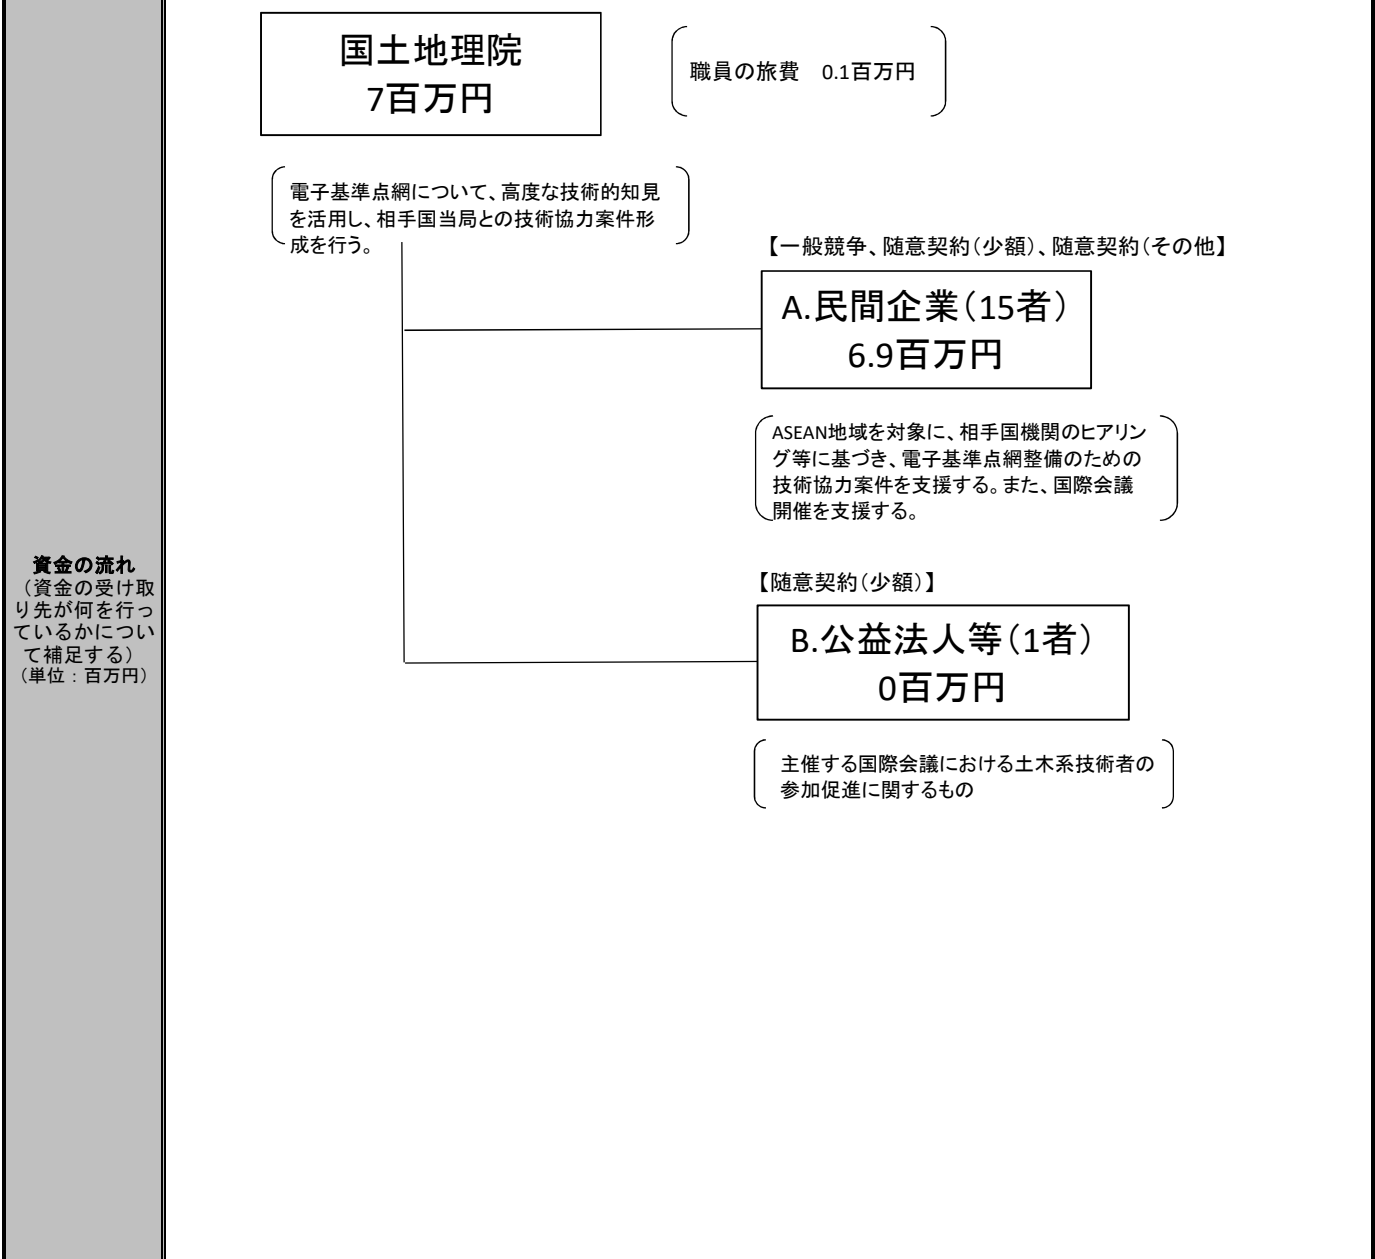 国土地理院
7百万円
職員の旅費　0.1百万円
電子基準点網について、高度な技術的知見
を活用し、相手国当局との技術協力案件形
成を行う。
【一般競争、随意契約（少額）、随意契約（その他】
A.民間企業（15者）
6.9百万円
ASEAN地域を対象に、相手国機関のヒアリン
グ等に基づき、電子基準点網整備のための
技術協力案件を支援する。また、国際会議
開催を支援する。
資金の流れ
（資金の受け取
り先が何を行っ
ているかについ
て補足する）
（単位：百万円）
【随意契約（少額）】
B.公益法人等（1者）
0百万円
主催する国際会議における土木系技術者の
参加促進に関するもの